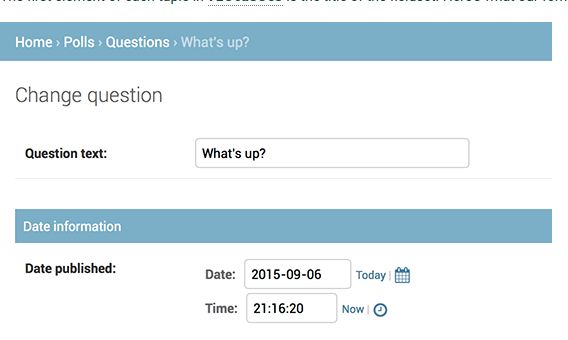 Home › Polls › Questions › What's up?
Change question
Question text: What's up?
Date information
Date published: Date: 2015-09-06 Today |
Time: 21:16:20 Now |